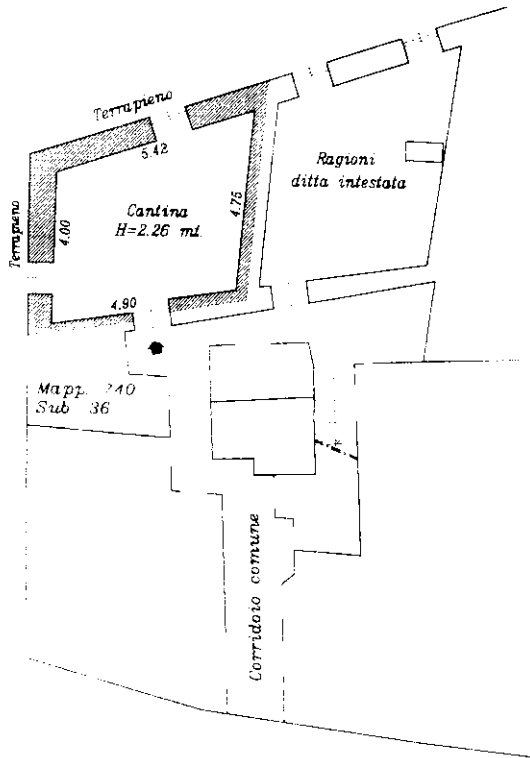 Terrapieno
5.42
Ragioni
ditta intestata
Cantina
H=2.26 mt.
4.75
4.00
Terrapieno
4.90
Mapp. 240
Sub 36
Corridoio comune